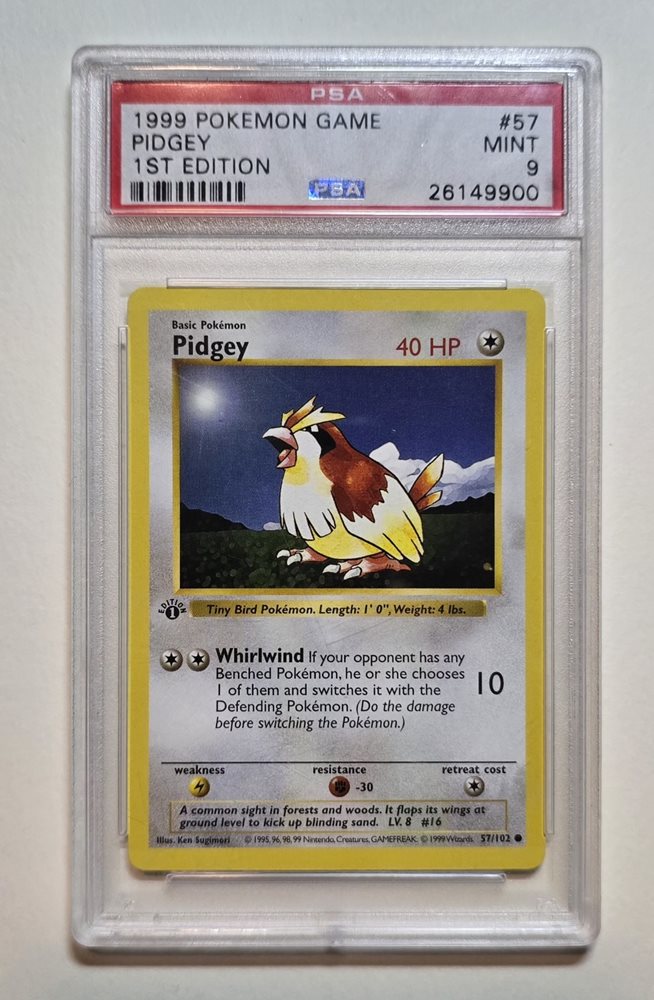 PSA
1999 POKEMON GAME #57
PIDGEY MINT
1ST EDITION 9
PSA 26149900
Basic Pokémon
Pidgey 40 HP
EDITION 1
Tiny Bird Pokémon. Length: 1' 0", Weight: 4 lbs.
Whirlwind If your opponent has any
Benched Pokémon, he or she chooses
1 of them and switches it with the
Defending Pokémon. (Do the damage
before switching the Pokémon.)
10
weakness resistance retreat cost
-30
A common sight in forests and woods. It flaps its wings at
ground level to kick up blinding sand. LV. 8 #16
Illus. Ken Sugimori © 1995, 96, 98, 99 Nintendo, Creatures, GAMEFREAK. © 1999 Wizards. 57/102